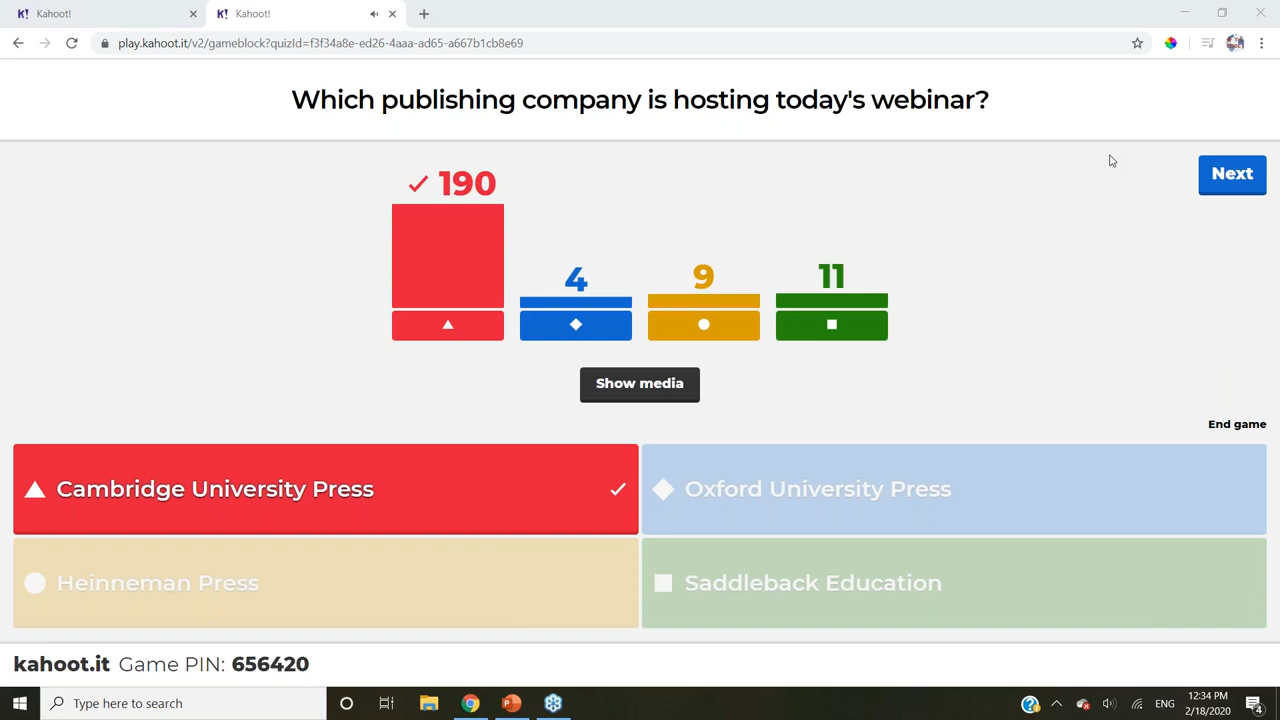 Kahoot!
Kahoot!
play.kahoot.it/v2/gameblock?quizId=f3f34a8e-ed26-4aaa-ad65-a667b1cb8e69
Which publishing company is hosting today's webinar?
Next
190
4
9
11
Show media
End game
Cambridge University Press
Oxford University Press
Heinneman Press
Saddleback Education
kahoot.it Game PIN: 656420
Type here to search
ENG
12:34 PM
2/18/2020
4